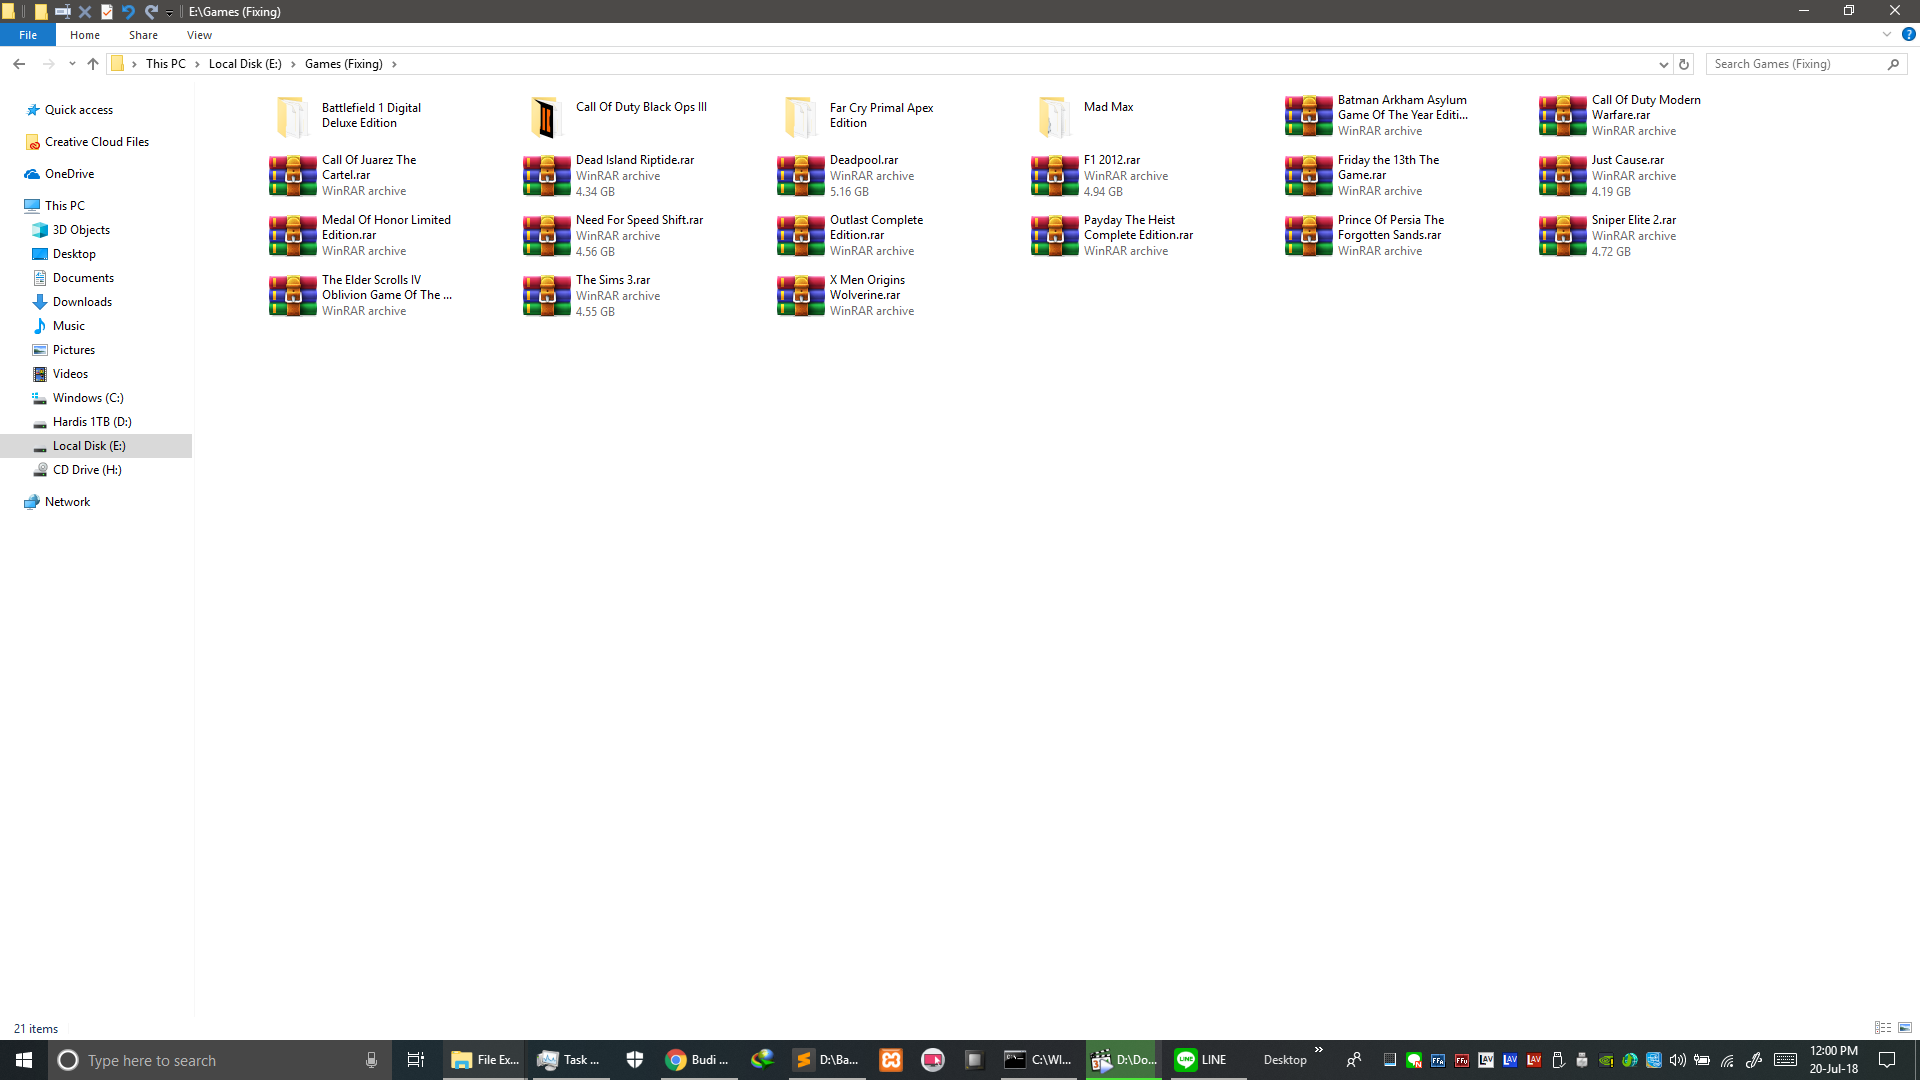 E:\Games (Fixing)
File
Home
Share
View
This PC
Local Disk (E:)
Games (Fixing)
Search Games (Fixing)
Quick access
Creative Cloud Files
OneDrive
This PC
3D Objects
Desktop
Documents
Downloads
Music
Pictures
Videos
Windows (C:)
Hardis 1TB (D:)
Local Disk (E:)
CD Drive (H:)
Network
Battlefield 1 Digital
Deluxe Edition
Call Of Duty Black Ops III
Far Cry Primal Apex
Edition
Mad Max
Batman Arkham Asylum
Game Of The Year Editi...
WinRAR archive
Call Of Duty Modern
Warfare.rar
WinRAR archive
Call Of Juarez The
Cartel.rar
WinRAR archive
Dead Island Riptide.rar
WinRAR archive
4.34 GB
Deadpool.rar
WinRAR archive
5.16 GB
F1 2012.rar
WinRAR archive
4.94 GB
Friday the 13th The
Game.rar
WinRAR archive
Just Cause.rar
WinRAR archive
4.19 GB
Medal Of Honor Limited
Edition.rar
WinRAR archive
Need For Speed Shift.rar
WinRAR archive
4.56 GB
Outlast Complete
Edition.rar
WinRAR archive
Payday The Heist
Complete Edition.rar
WinRAR archive
Prince Of Persia The
Forgotten Sands.rar
WinRAR archive
Sniper Elite 2.rar
WinRAR archive
4.72 GB
The Elder Scrolls IV
Oblivion Game Of The ...
WinRAR archive
The Sims 3.rar
WinRAR archive
4.55 GB
X Men Origins
Wolverine.rar
WinRAR archive
21 items
Type here to search
File Ex...
Task ...
Budi ...
D:\Ba...
C:\WI...
D:\Do...
LINE
Desktop
12:00 PM
20-Jul-18